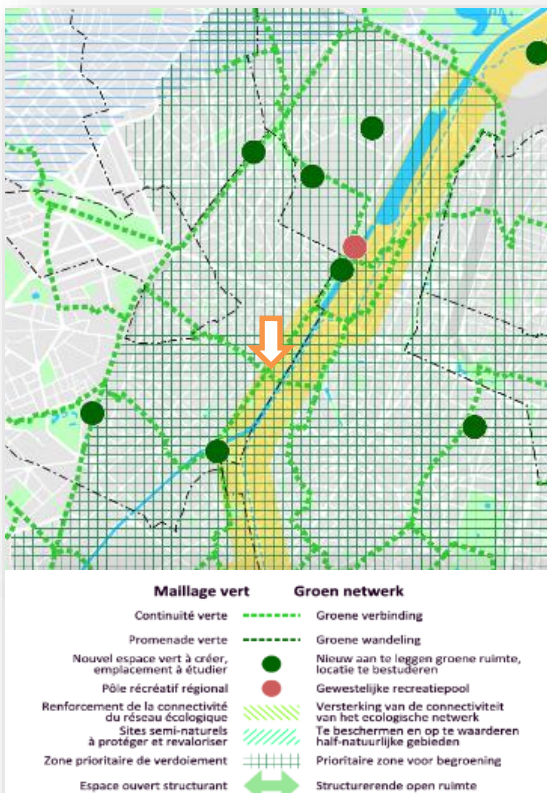 Maillage vert Groen netwerk
Continuité verte Groene verbinding
Promenade verte Groene wandeling
Nouvel espace vert à créer, Nieuw aan te leggen groene ruimte,
emplacement à étudier locatie te bestuderen
Pôle récréatif régional Gewestelijke recreatiepool
Renforcement de la connectivité Versterking van de connectiviteit
du réseau écologique van het ecologische netwerk
Sites semi-naturels Te beschermen en op te waarderen
à protéger et revaloriser half-natuurlijke gebieden
Zone prioritaire de verdoiement Prioritaire zone voor begroening
Espace ouvert structurant Structurerende open ruimte